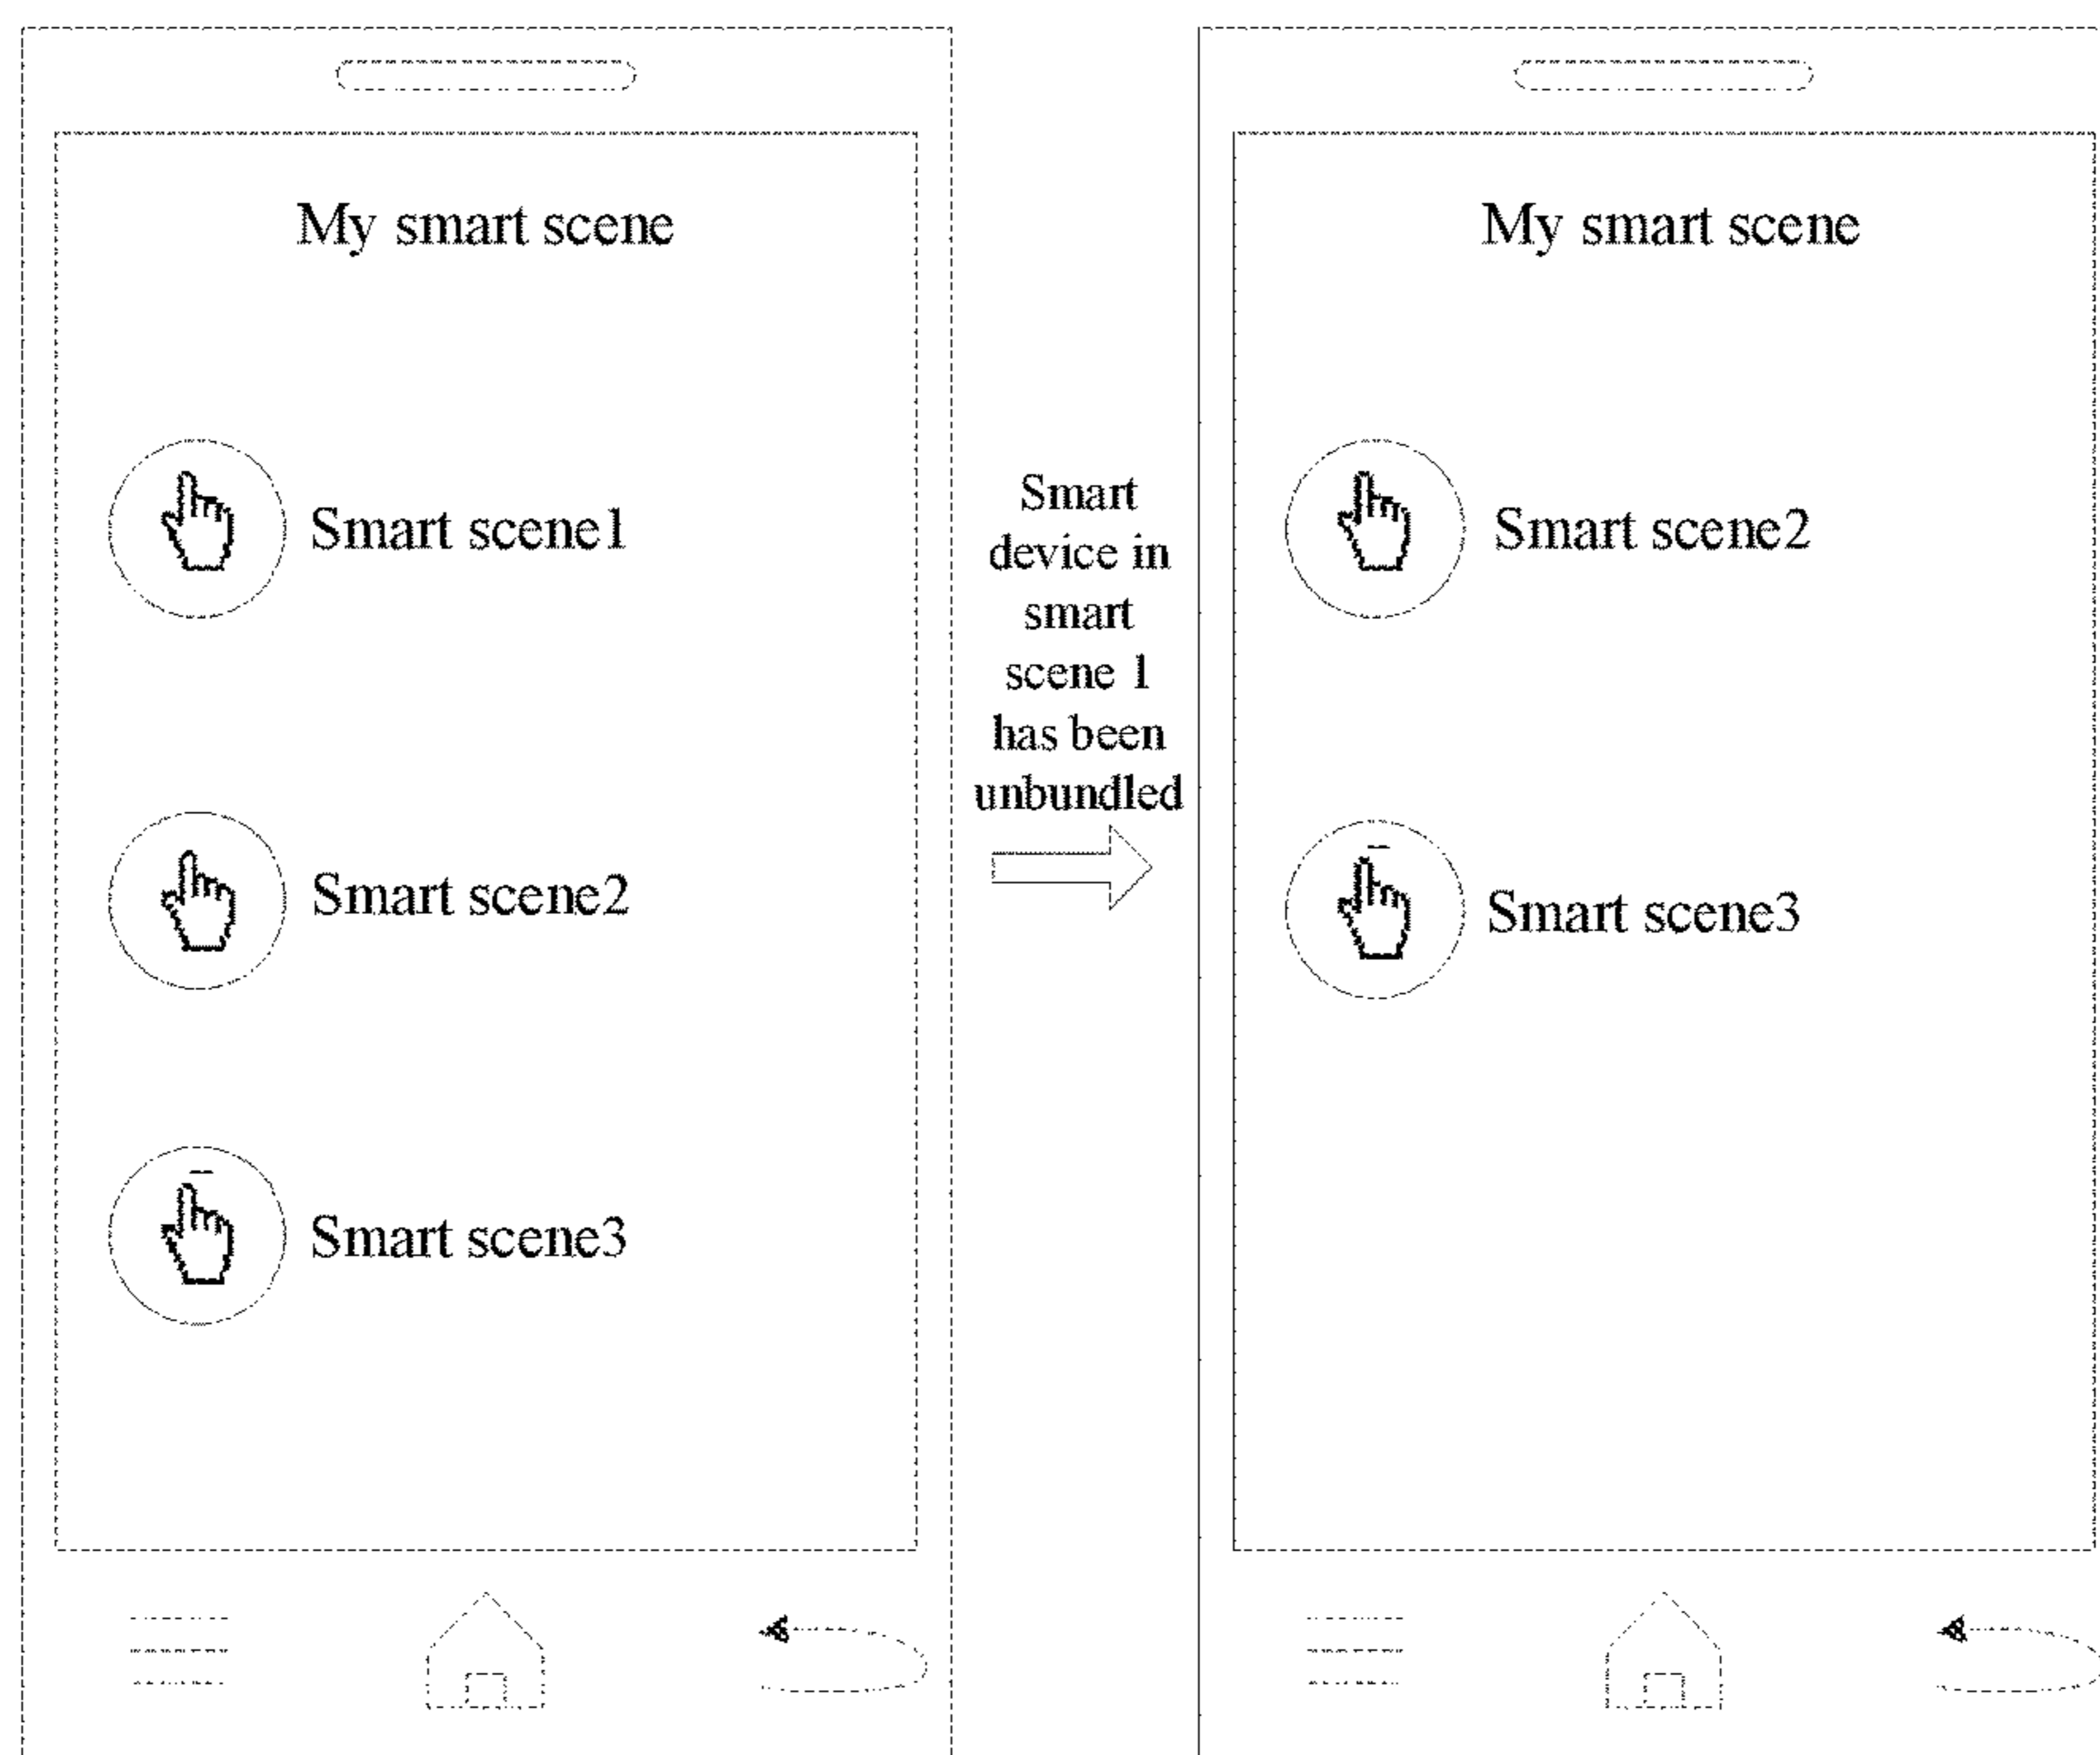 My smart scene
Smart scene1
Smart scene2
Smart scene3
Smart
device in
smart
scene 1
has been
unbundled
My smart scene
Smart scene2
Smart scene3